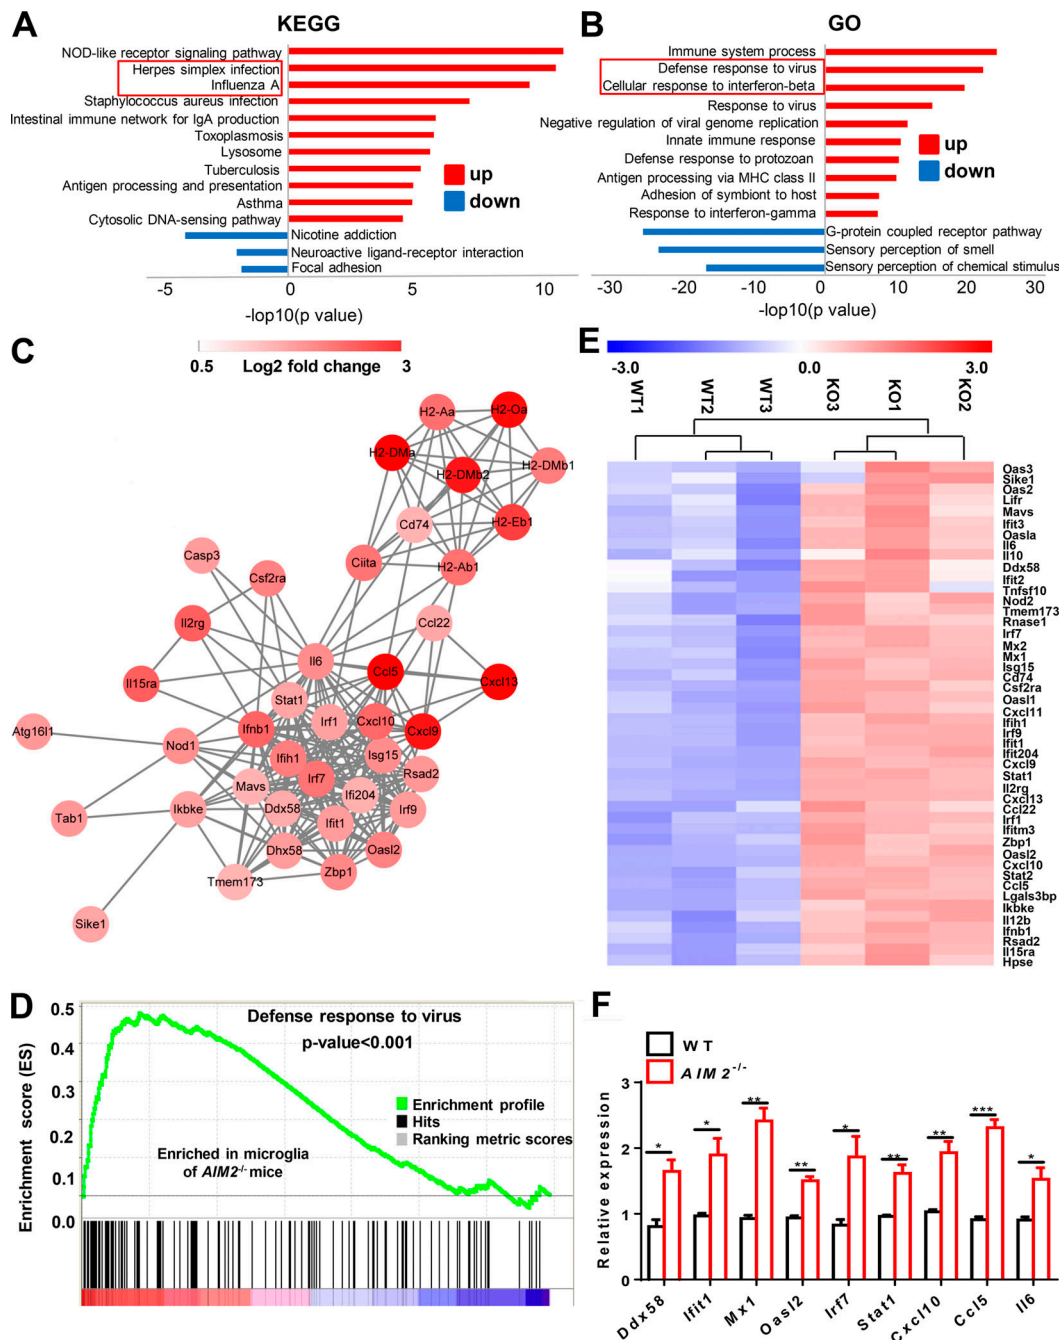 A
KEGG
NOD-like receptor signaling pathway
Herpes simplex infection
Influenza A
Staphylococcus aureus infection
Intestinal immune network for IgA production
Toxoplasmosis
Lysosome
Tuberculosis
Antigen processing and presentation
Asthma
Cytosolic DNA-sensing pathway
Nicotine addiction
Neuroactive ligand-receptor interaction
Focal adhesion
up
down
-5 0 5 10
-lop10(p value)
B
GO
Immune system process
Defense response to virus
Cellular response to interferon-beta
Response to virus
Negative regulation of viral genome replication
Innate immune response
Defense response to protozoan
Antigen processing via MHC class II
Adhesion of symbiont to host
Response to interferon-gamma
G-protein coupled receptor pathway
Sensory perception of smell
Sensory perception of chemical stimulus
up
down
-30 -20 -10 0 10 20 30
-lop10(p value)
C
0.5 Log2 fold change 3
H2-Aa
H2-Oa
H2-DMa
H2-DMb2
H2-DMb1
H2-Eb1
Cd74
Casp3
Csf2ra
Ciita
H2-Ab1
Il2rg
Ccl22
Il6
Ccl5
Il15ra
Cxcl13
Stat1
Irf1
Cxcl10
Cxcl9
Atg16l1
Ifnb1
Nod1
Ifih1
Isg15
Rsad2
Irf7
Mavs
Ifi204
Tab1
Ikbke
Ddx58
Irf9
Ifit1
Dhx58
Oasl2
Zbp1
Tmem173
Sike1
E
-3.0 0.0 3.0
WT1 WT2 WT3 KO3 KO1 KO2
Oas3
Sike1
Oas2
Lifr
Mavs
Ifit3
Oasla
Il6
Il10
Ddx58
Ifit2
Tnfsf10
Nod2
Tmem173
Rnase1
Irf7
Mx2
Mx1
Isg15
Cd74
Csf2ra
Oasl1
Cxcl11
Ifih1
Irf9
Ifit1
Ifit204
Cxcl9
Stat1
Il2rg
Cxcl13
Ccl22
Irf1
Ifitm3
Zbp1
Oasl2
Cxcl10
Stat2
Ccl5
Lgals3bp
Ikbke
Il12b
Ifnb1
Rsad2
Il15ra
Hpse
D
Enrichment score (ES)
0.5
0.4
0.3
0.2
0.1
0.0
Defense response to virus
p-value<0.001
Enrichment profile
Hits
Ranking metric scores
Enriched in microglia
of AIM2-/- mice
F
WT
AIM2-/-
Relative expression
3
2
1
0
* * ** ** * ** ** *** *
Ddx58 Ifit1 Mx1 Oasl2 Irf7 Stat1 Cxcl10 Ccl5 Il6